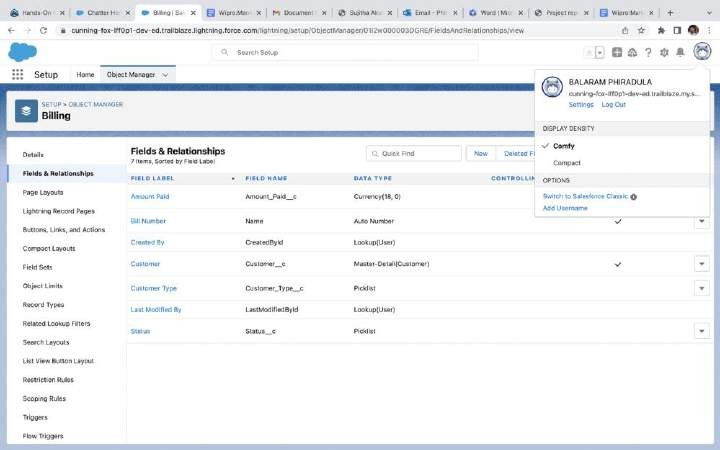 Hands-On
Chatter Ho
Billing | Sal
Wipro:Man
Document
Sujitha Alu
Email - Phi
Word | Micr
Project rep
Wipro:Man
cunning-fox-lff0p1-dev-ed.trailblaze.lightning.force.com/lightning/setup/ObjectManager/01I2w000003DGRE/FieldsAndRelationships/view
Search Setup
Setup
Home
Object Manager
BALARAM PHIRADULA
cunning-fox-lff0p1-dev-ed.trailblaze.my.s...
Settings Log Out
SETUP > OBJECT MANAGER
Billing
DISPLAY DENSITY
Comfy
Compact
OPTIONS
Switch to Salesforce Classic
Add Username
Details
Fields & Relationships
Page Layouts
Lightning Record Pages
Buttons, Links, and Actions
Compact Layouts
Field Sets
Object Limits
Record Types
Related Lookup Filters
Search Layouts
List View Button Layout
Restriction Rules
Scoping Rules
Triggers
Flow Triggers
Fields & Relationships
7 Items, Sorted by Field Label
Quick Find
New
Deleted Fi
FIELD LABEL FIELD NAME DATA TYPE CONTROLLIN
Amount Paid Amount_Paid__c Currency(18, 0)
Bill Number Name Auto Number
Created By CreatedById Lookup(User)
Customer Customer__c Master-Detail(Customer)
Customer Type Customer_Type__c Picklist
Last Modified By LastModifiedById Lookup(User)
Status Status__c Picklist